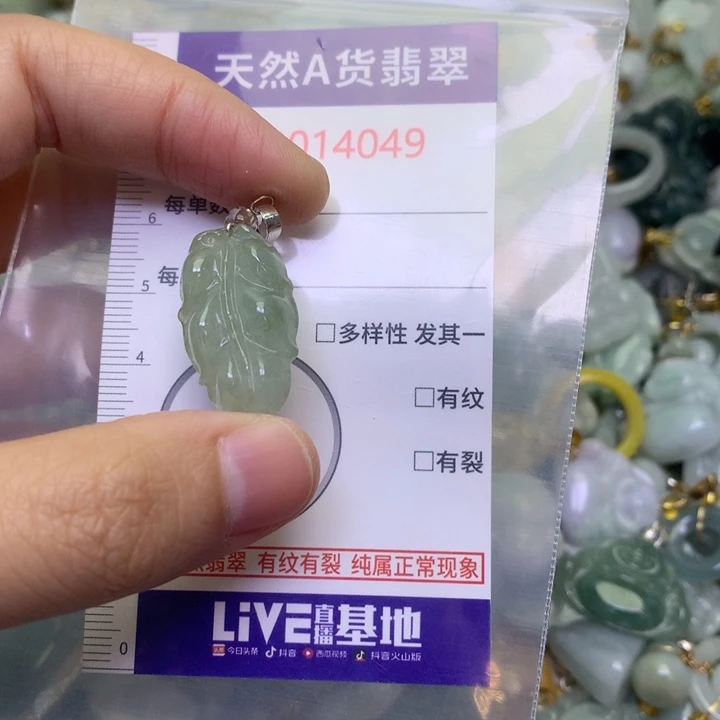 天然A货翡翠
014049
6
每单数
5
每
□多样性 发其一
4
□有纹
□有裂
翡翠 有纹有裂 纯属正常现象
LiVE直播基地
头条 今日头条 抖音 西瓜视频 抖音火山版
0